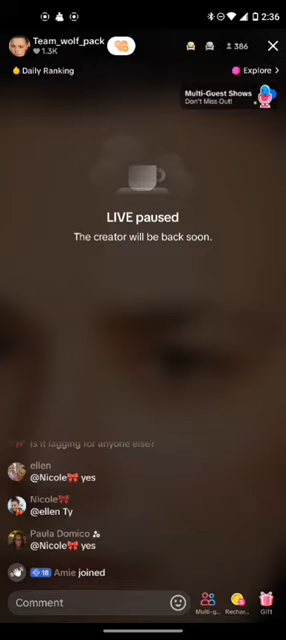 2:36
Team_wolf_pack
1.3K
386
Daily Ranking
Explore >
Multi-Guest Shows
Don't Miss Out!
LIVE paused
The creator will be back soon.
Is it lagging for anyone else?
ellen
@Nicole🎀 yes
Nicole🎀
@ellen Ty
Paula Domico
@Nicole🎀 yes
18 Amie joined
Comment
Multi-g...
Rechar...
Gift